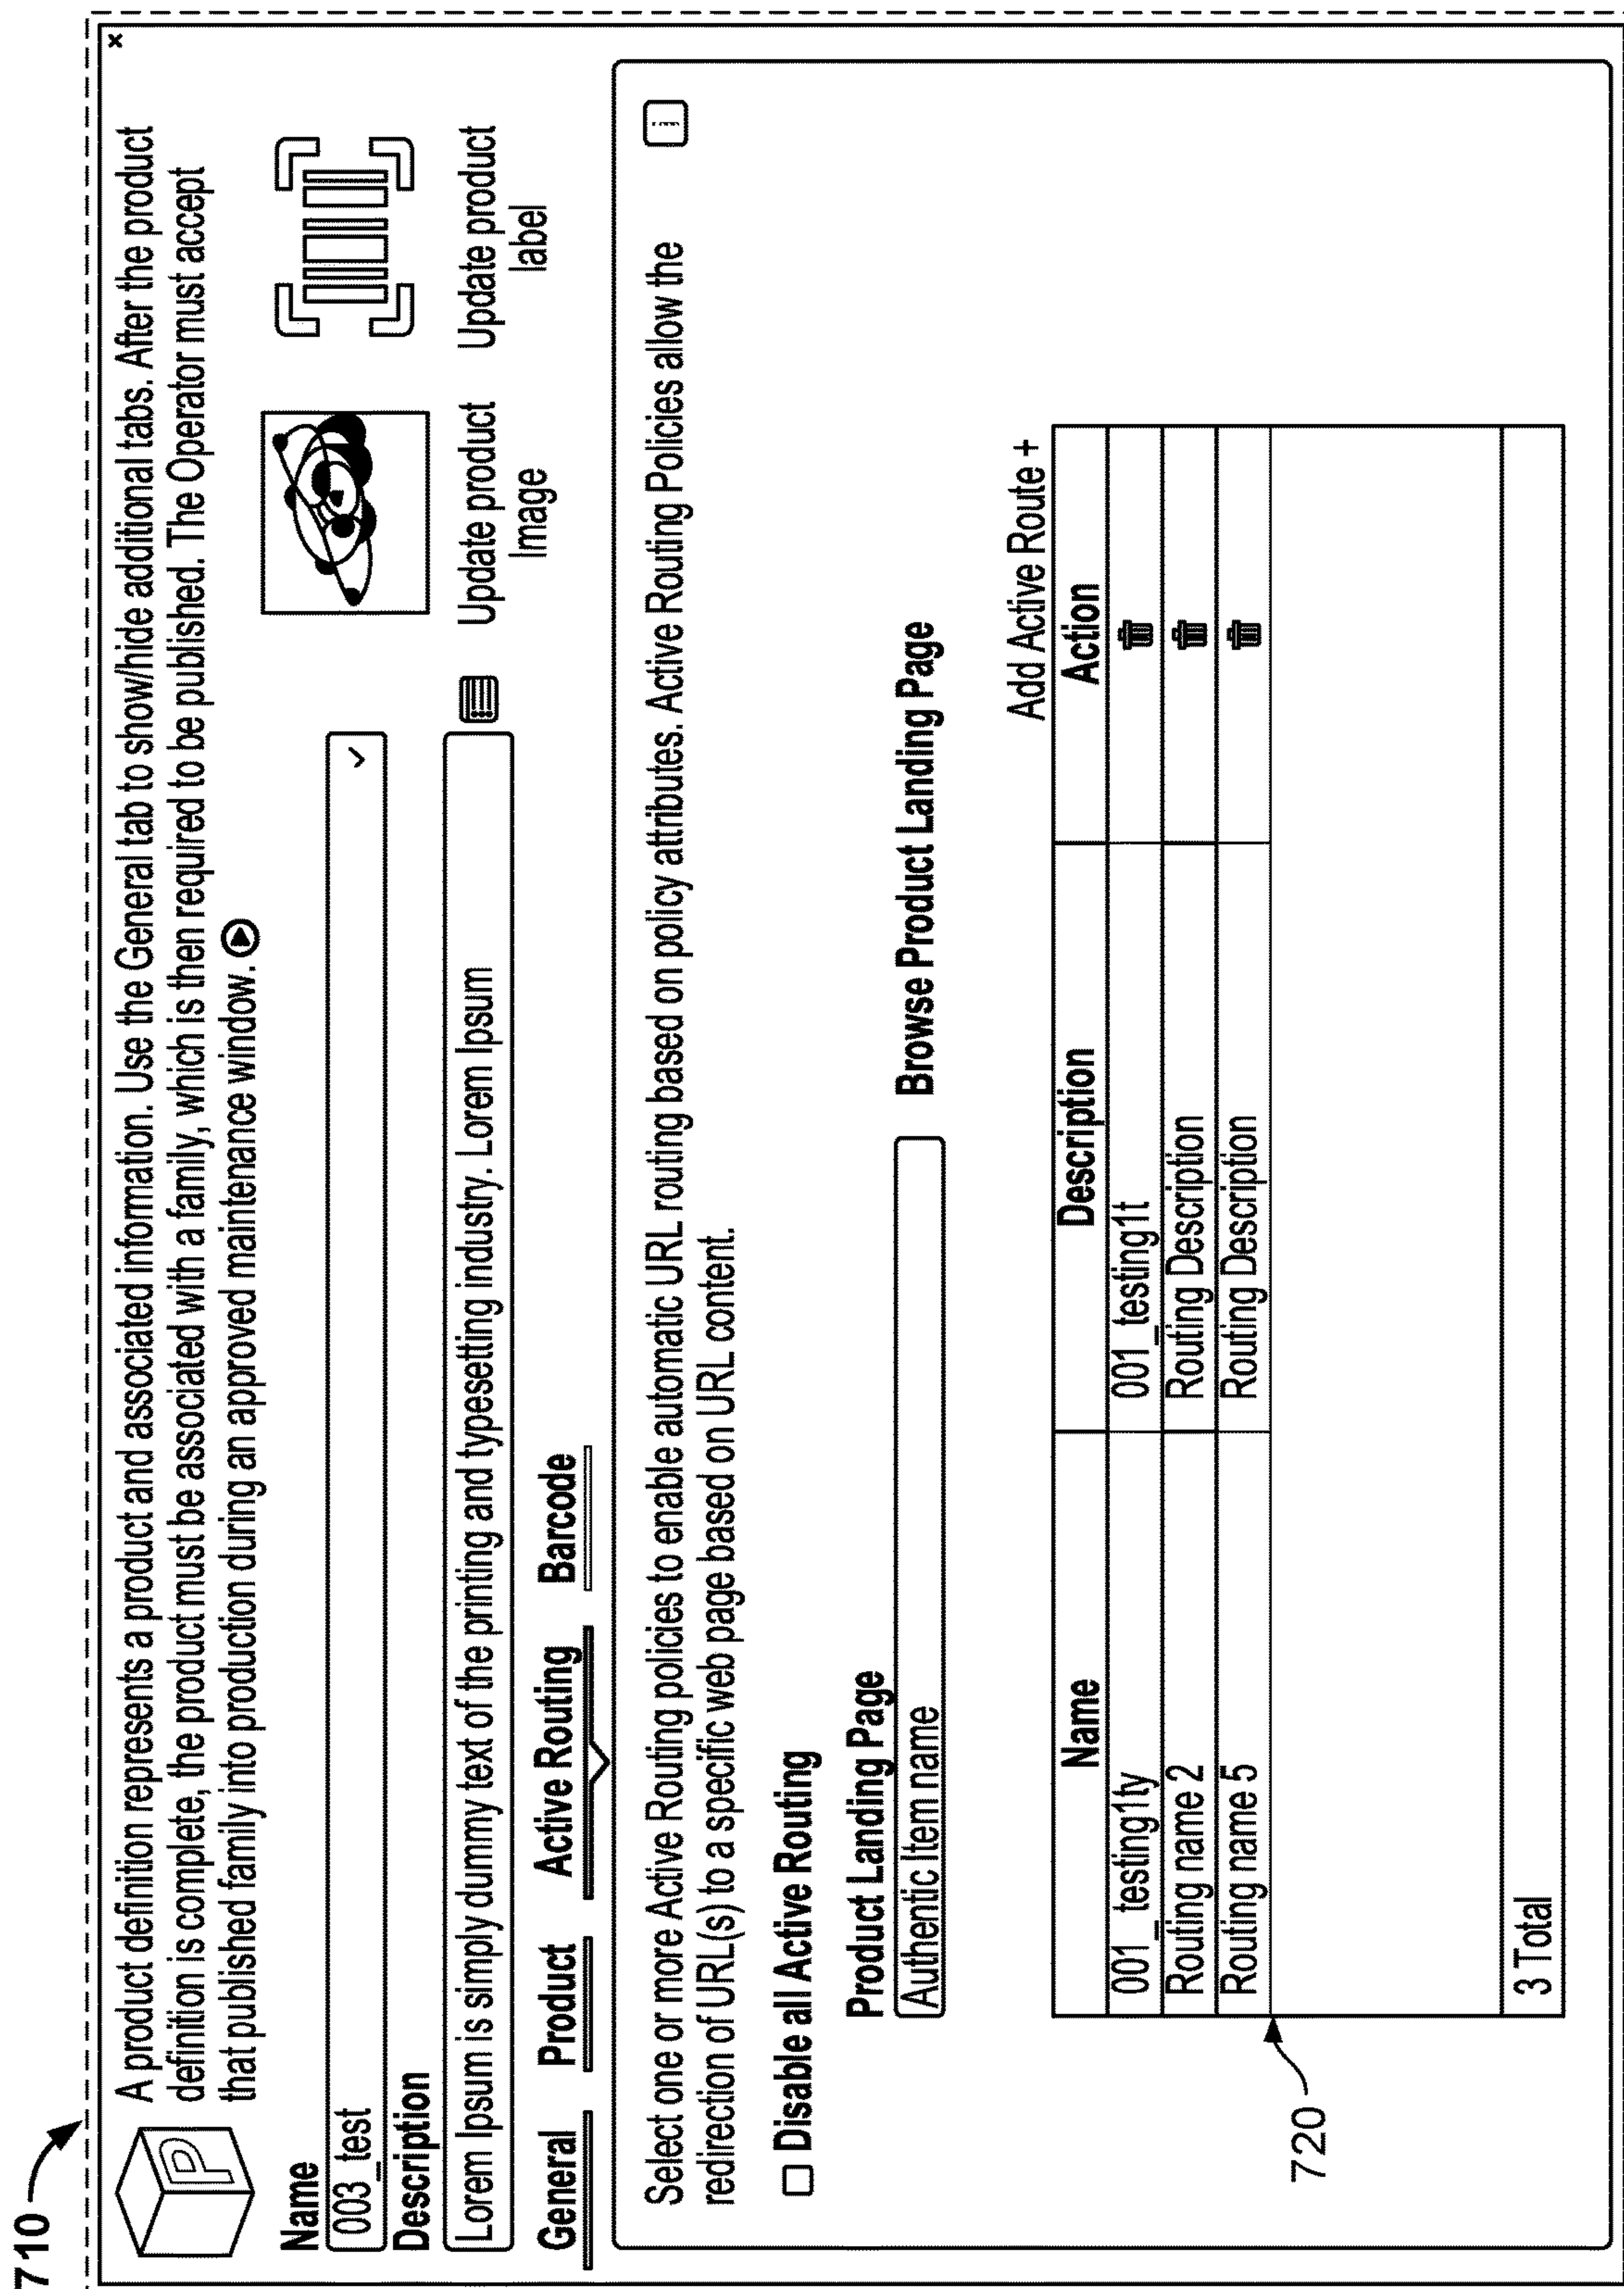 710
A product definition represents a product and associated information. Use the General tab to show/hide additional tabs. After the product
definition is complete, the product must be associated with a family, which is then required to be published. The Operator must accept
that published family into production during an approved maintenance window.
P
Name
003_test
Description
Lorem Ipsum is simply dummy text of the printing and typesetting industry. Lorem Ipsum
Update product
Image
Update product
label
General Product Active Routing Barcode
Select one or more Active Routing policies to enable automatic URL routing based on policy attributes. Active Routing Policies allow the
redirection of URL(s) to a specific web page based on URL content.
i
Disable all Active Routing
Product Landing Page
Authentic Item name Browse Product Landing Page
Add Active Route +
Name Description Action
001_testing1ty 001_testing1t
Routing name 2 Routing Description
Routing name 5 Routing Description
3 Total
720